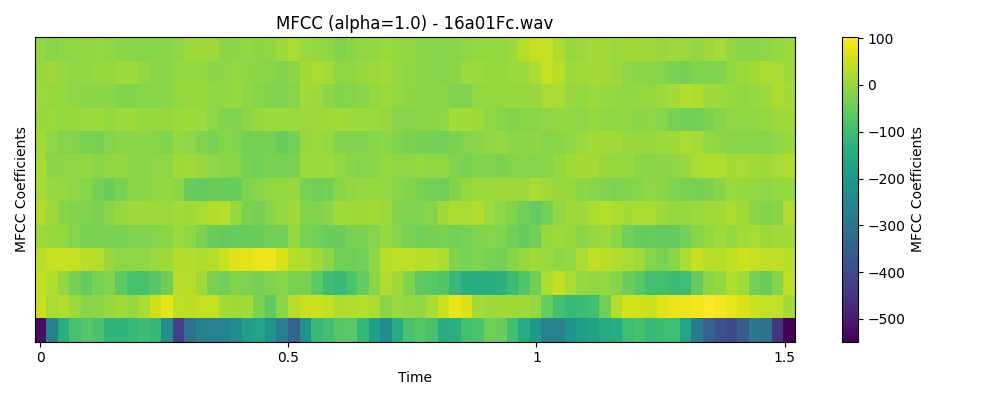 MFCC (alpha=1.0) - 16a01Fc.wav
MFCC Coefficients
0
0.5
1
1.5
Time
100
0
−100
−200
−300
−400
−500
MFCC Coefficients